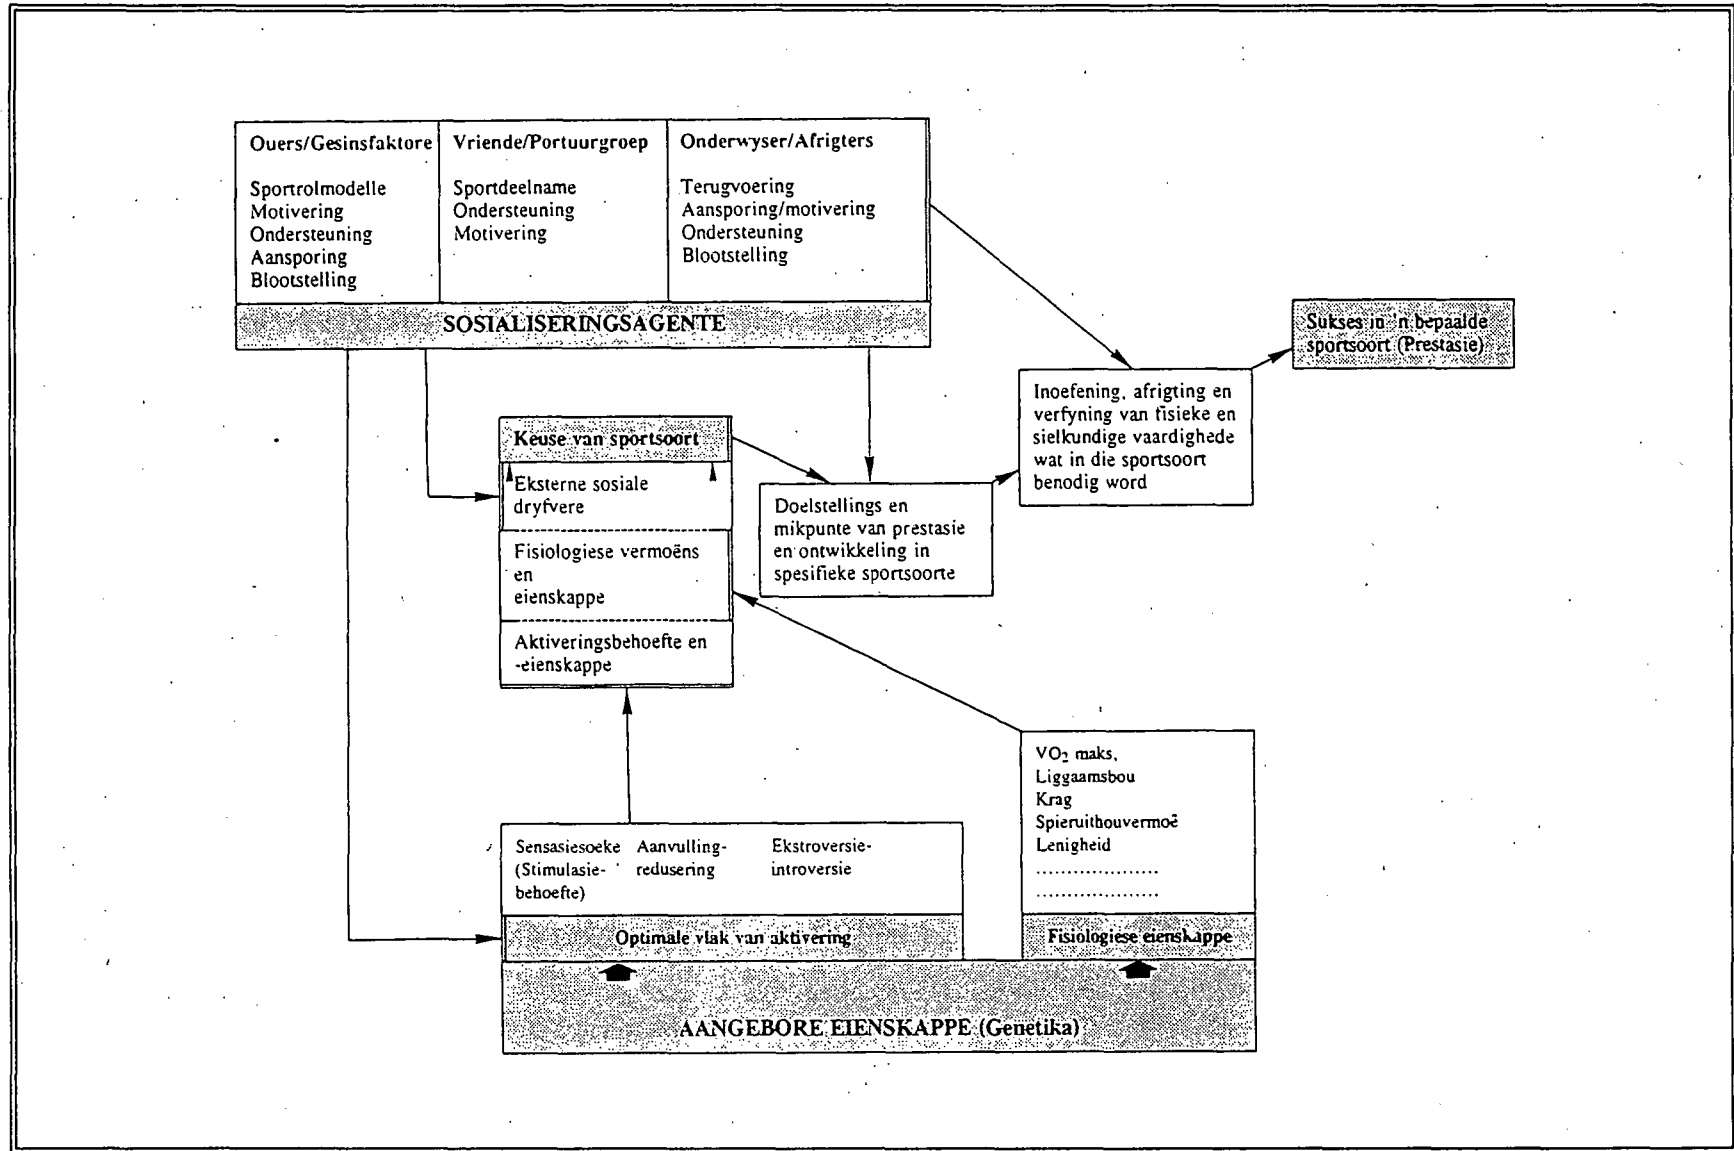 Ouers/Gesinsfaktore
Sportrolmodelle
Motivering
Ondersteuning
Aansporing
Blootstelling
Vriende/Portuurgroep
Sportdeelname
Ondersteuning
Motivering
Onderwyser/Afrigters
Terugvoering
Aansporing/motivering
Ondersteuning
Blootstelling
SOSIALISERINGSAGENTE
Sukses in 'n bepaalde
sportsoort (Prestasie)
Inoefening, afrigting en
verfyning van fisieke en
sielkundige vaardighede
wat in die sportsoort
benodig word
Keuse van sportsoort
Eksterne sosiale
dryfvere
Fisiologiese vermoëns
en
eienskappe
Aktiveringsbehoefte en
-eienskappe
Doelstellings en
mikpunte van prestasie
en ontwikkeling in
spesifieke sportsoorte
VO₂ maks,
Liggaamsbou
Krag
Spieruithouvermoë
Lenigheid
....................
....................
Fisiologiese eienskappe
Sensasiesoeke
(Stimulasie-
behoefte)
Aanvulling-
redusering
Ekstroversie-
introversie
Optimale vlak van aktivering
AANGEBORE EIENSKAPPE (Genetika)